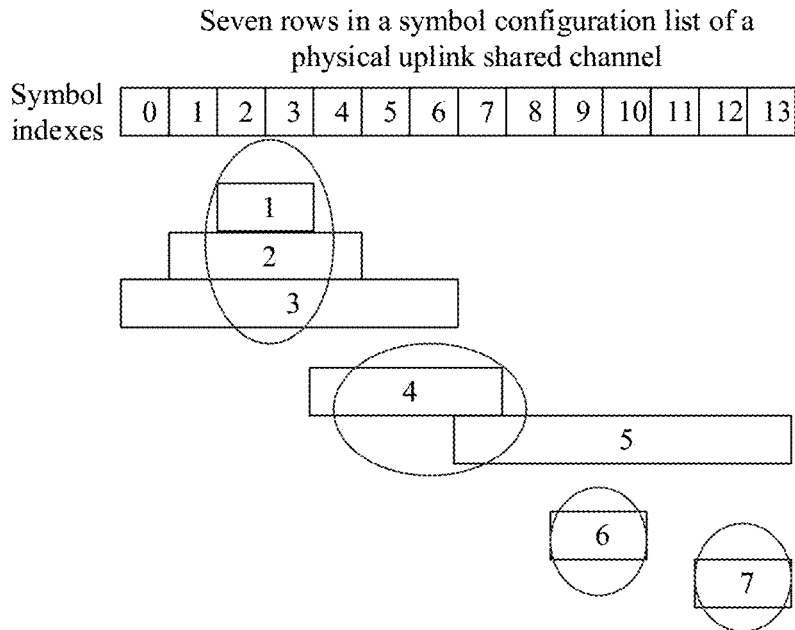 Seven rows in a symbol configuration list of a
physical uplink shared channel
Symbol
indexes
0 1 2 3 4 5 6 7 8 9 10 11 12 13
1
2
3
4
5
6
7